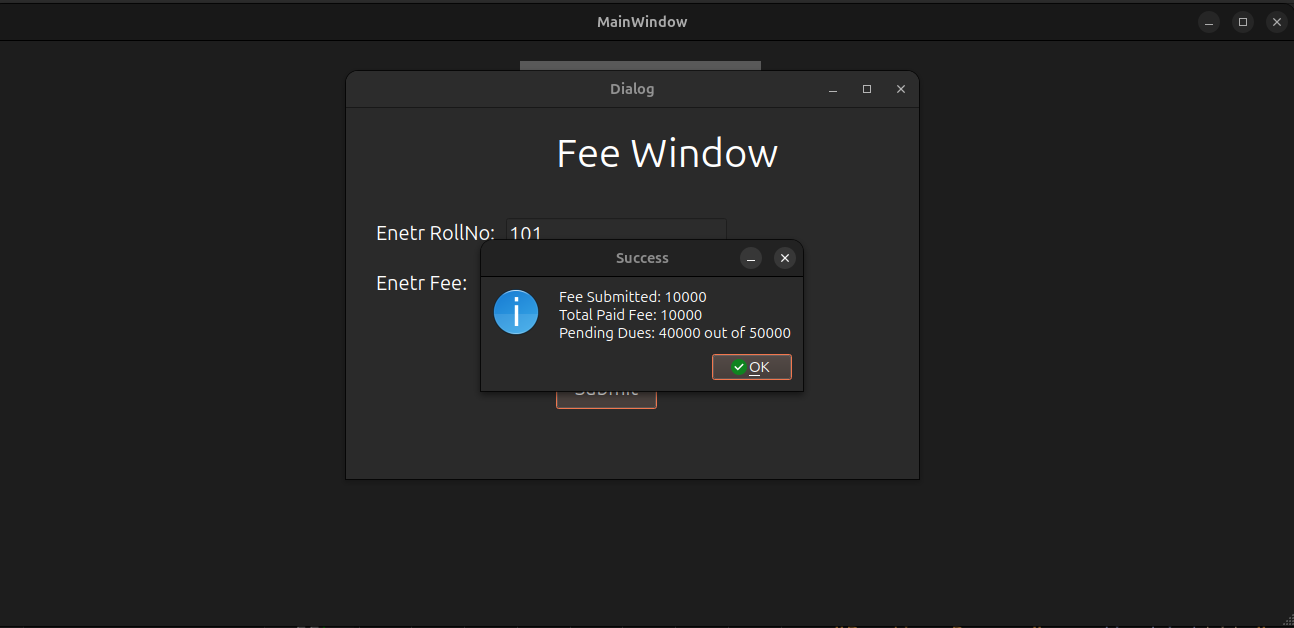 MainWindow
Dialog
Fee Window
Enetr RollNo: 101
Success
Enetr Fee:
Fee Submitted: 10000
Total Paid Fee: 10000
Pending Dues: 40000 out of 50000
OK
Submit